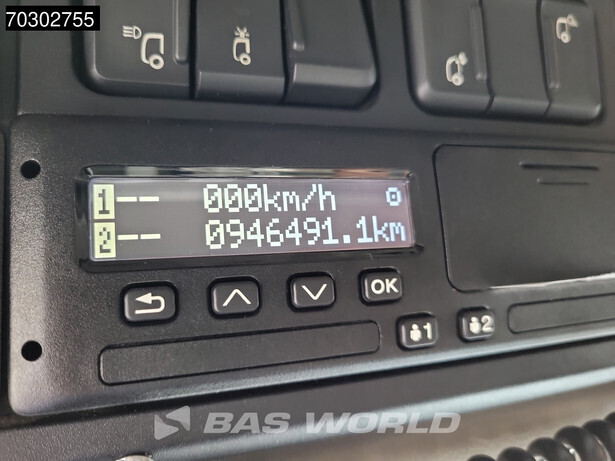 70302755
1-- 000km/h
2-- 0946491.1km
OK
1 2
BAS WORLD